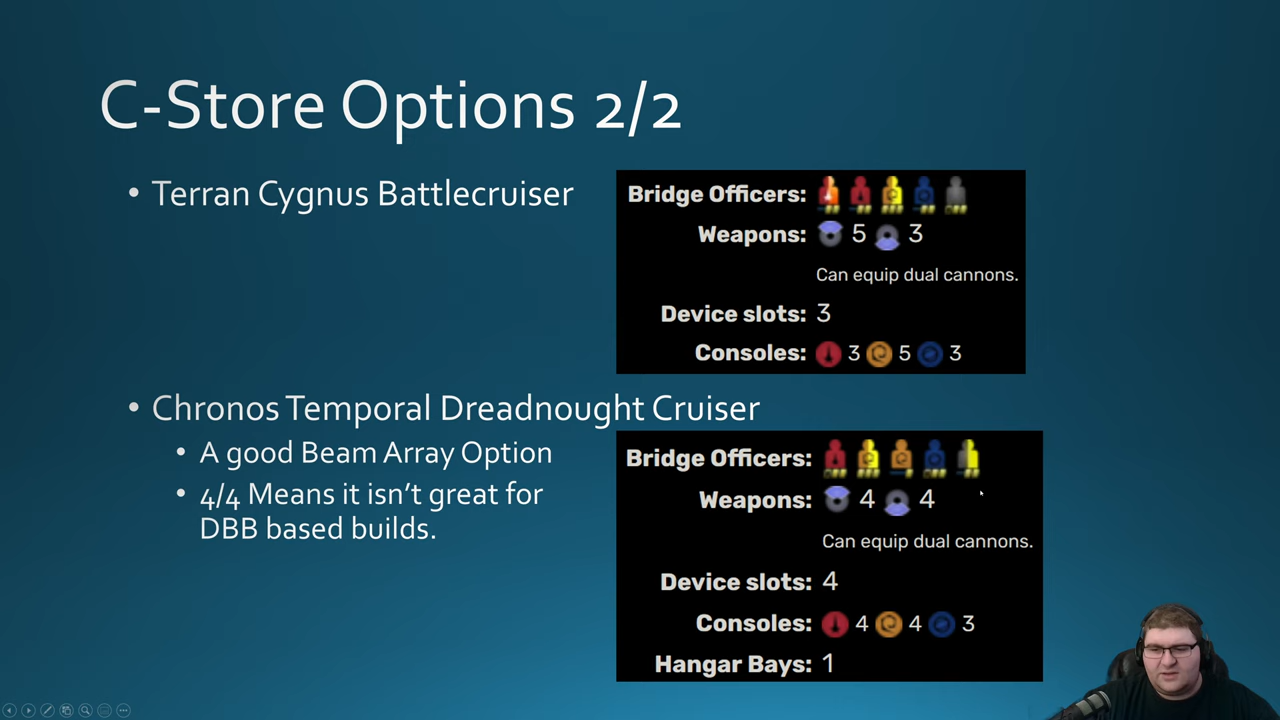 C-Store Options 2/2
• Terran Cygnus Battlecruiser
Bridge Officers:
Weapons: 5 3
Can equip dual cannons.
Device slots: 3
Consoles: 3 5 3
• Chronos Temporal Dreadnought Cruiser
• A good Beam Array Option
• 4/4 Means it isn't great for
DBB based builds.
Bridge Officers:
Weapons: 4 4
Can equip dual cannons.
Device slots: 4
Consoles: 4 4 3
Hangar Bays: 1